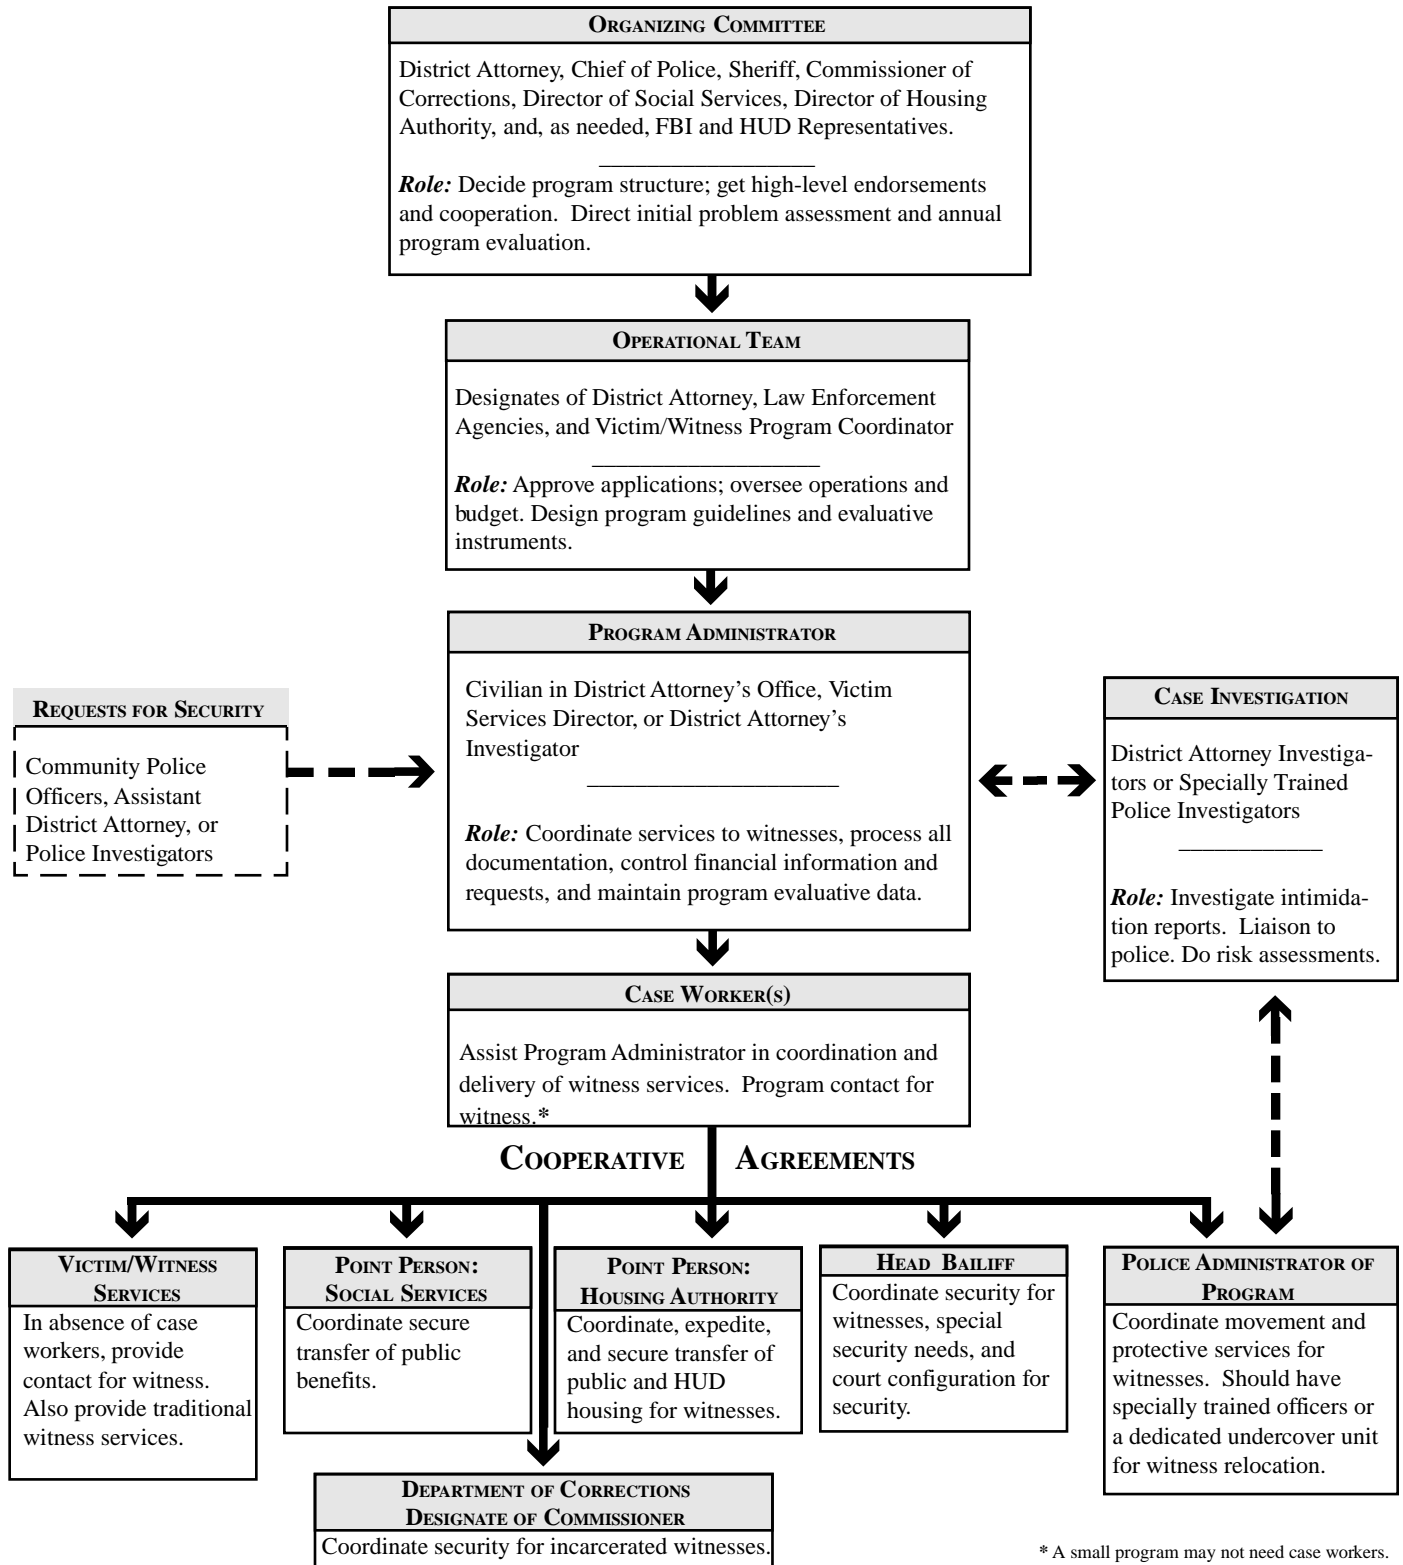 ORGANIZING COMMITTEE
District Attorney, Chief of Police, Sheriff, Commissioner of
Corrections, Director of Social Services, Director of Housing
Authority, and, as needed, FBI and HUD Representatives.
Role: Decide program structure; get high-level endorsements
and cooperation. Direct initial problem assessment and annual
program evaluation.
OPERATIONAL TEAM
Designates of District Attorney, Law Enforcement
Agencies, and Victim/Witness Program Coordinator
Role: Approve applications; oversee operations and
budget. Design program guidelines and evaluative
instruments.
PROGRAM ADMINISTRATOR
Civilian in District Attorney's Office, Victim
Services Director, or District Attorney's
Investigator
Role: Coordinate services to witnesses, process all
documentation, control financial information and
requests, and maintain program evaluative data.
REQUESTS FOR SECURITY
Community Police
Officers, Assistant
District Attorney, or
Police Investigators
CASE INVESTIGATION
District Attorney Investiga-
tors or Specially Trained
Police Investigators
Role: Investigate intimida-
tion reports. Liaison to
police. Do risk assessments.
CASE WORKER(S)
Assist Program Administrator in coordination and
delivery of witness services. Program contact for
witness.*
COOPERATIVE AGREEMENTS
VICTIM/WITNESS
SERVICES
In absence of case
workers, provide
contact for witness.
Also provide traditional
witness services.
POINT PERSON:
SOCIAL SERVICES
Coordinate secure
transfer of public
benefits.
POINT PERSON:
HOUSING AUTHORITY
Coordinate, expedite,
and secure transfer of
public and HUD
housing for witnesses.
HEAD BAILIFF
Coordinate security for
witnesses, special
security needs, and
court configuration for
security.
POLICE ADMINISTRATOR OF
PROGRAM
Coordinate movement and
protective services for
witnesses. Should have
specially trained officers or
a dedicated undercover unit
for witness relocation.
DEPARTMENT OF CORRECTIONS
DESIGNATE OF COMMISSIONER
Coordinate security for incarcerated witnesses.
* A small program may not need case workers.